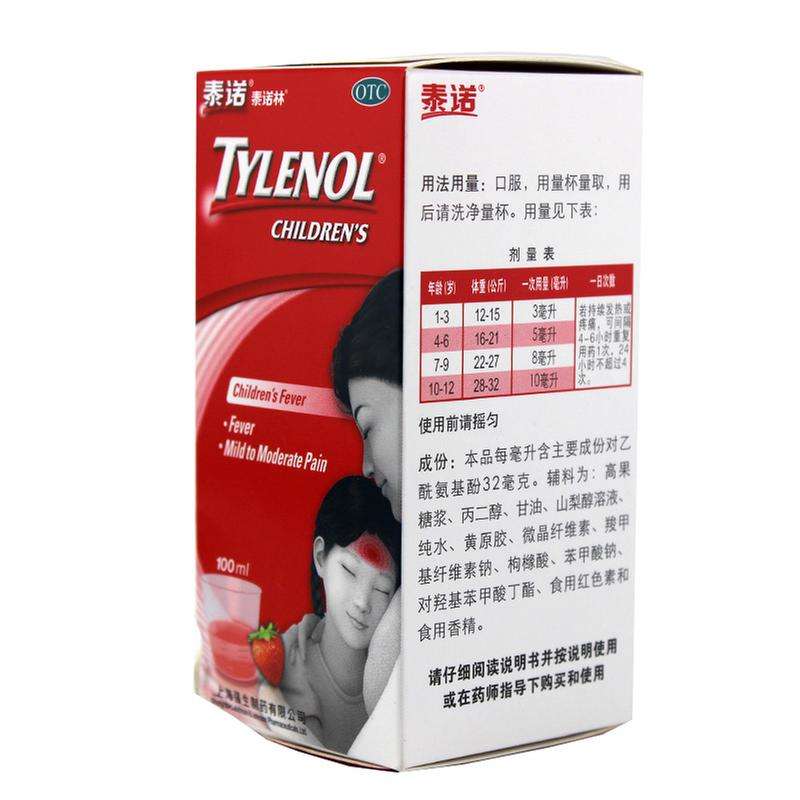 泰诺® 泰诺林®
OTC
TYLENOL®
CHILDREN'S
Children's Fever
• Fever
• Mild to Moderate Pain
100ml
上海强生制药有限公司
泰诺®
用法用量：口服，用量杯量取，用
后请洗净量杯。用量见下表：
剂量表
年龄(岁) 体重(公斤) 一次用量(毫升) 一日次数
1-3 12-15 3毫升
4-6 16-21 5毫升
7-9 22-27 8毫升
10-12 28-32 10毫升
若持续发热或
疼痛，可间隔
4-6小时重复
用药1次，24
小时不超过4
次。
使用前请摇匀
成份：本品每毫升含主要成份对乙
酰氨基酚32毫克。辅料为：高果
糖浆、丙二醇、甘油、山梨醇溶液、
纯水、黄原胶、微晶纤维素、羧甲
基纤维素钠、枸橼酸、苯甲酸钠、
对羟基苯甲酸丁酯、食用红色素和
食用香精。
请仔细阅读说明书并按说明使用
或在药师指导下购买和使用